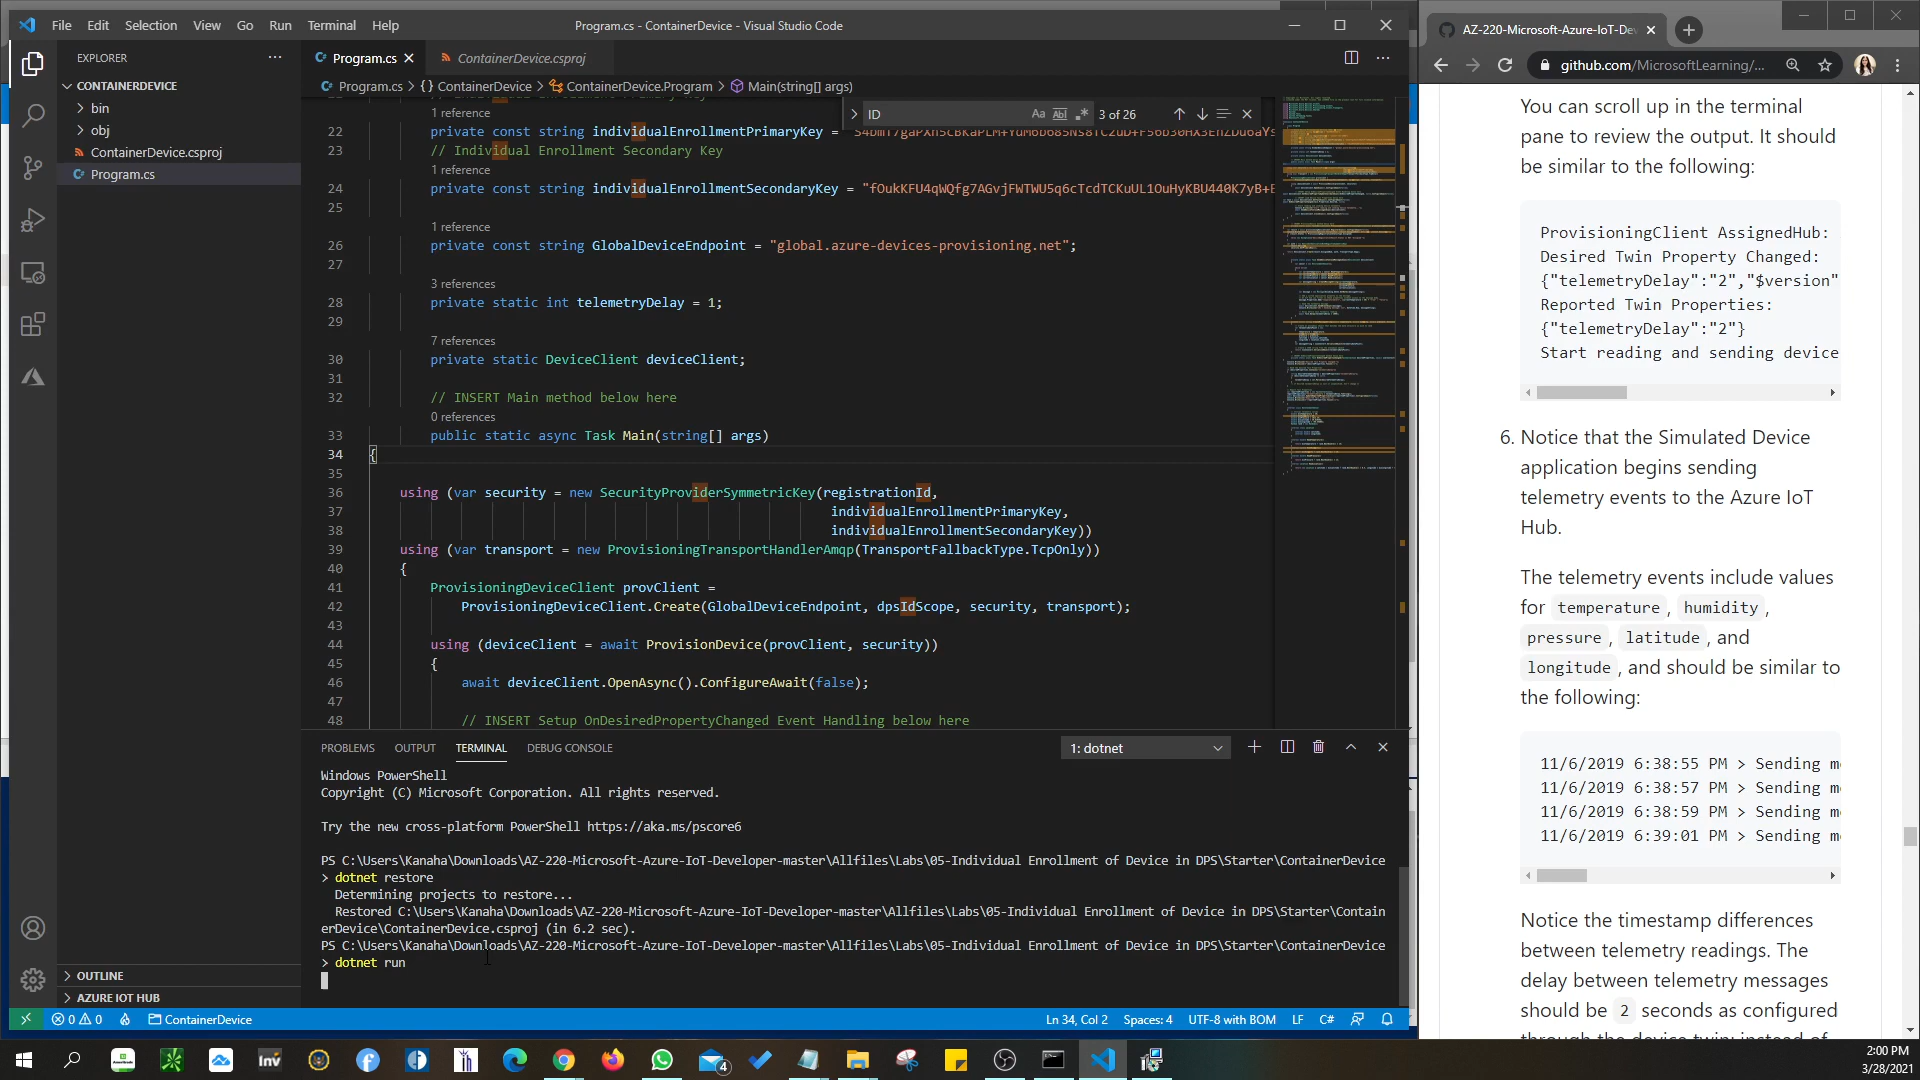 File Edit Selection View Go Run Terminal Help
Program.cs - ContainerDevice - Visual Studio Code
EXPLORER
CONTAINERDEVICE
bin
obj
ContainerDevice.csproj
Program.cs
OUTLINE
AZURE IOT HUB
Program.cs
ContainerDevice.csproj
Program.cs > {} ContainerDevice > ContainerDevice.Program > Main(string[] args)
ID
Aa Abl .*
3 of 26
1 reference
22 private const string individualEnrollmentPrimaryKey =
23 // Individual Enrollment Secondary Key
1 reference
24 private const string individualEnrollmentSecondaryKey = "fOukKFU4qWQfg7AGvjFWTWU5q6cTcdTCKuUL1OuHyKBU440K7yB+E
25
1 reference
26 private const string GlobalDeviceEndpoint = "global.azure-devices-provisioning.net";
27
3 references
28 private static int telemetryDelay = 1;
29
7 references
30 private static DeviceClient deviceClient;
31
32 // INSERT Main method below here
0 references
33 public static async Task Main(string[] args)
34 {
35
36 using (var security = new SecurityProviderSymmetricKey(registrationId,
37 individualEnrollmentPrimaryKey,
38 individualEnrollmentSecondaryKey))
39 using (var transport = new ProvisioningTransportHandlerAmqp(TransportFallbackType.TcpOnly))
40 {
41 ProvisioningDeviceClient provClient =
42 ProvisioningDeviceClient.Create(GlobalDeviceEndpoint, dpsIdScope, security, transport);
43
44 using (deviceClient = await ProvisionDevice(provClient, security))
45 {
46 await deviceClient.OpenAsync().ConfigureAwait(false);
47
48 // INSERT Setup OnDesiredPropertyChanged Event Handling below here
PROBLEMS OUTPUT TERMINAL DEBUG CONSOLE
1: dotnet
Windows PowerShell
Copyright (C) Microsoft Corporation. All rights reserved.
Try the new cross-platform PowerShell https://aka.ms/pscore6
PS C:\Users\Kanaha\Downloads\AZ-220-Microsoft-Azure-IoT-Developer-master\Allfiles\Labs\05-Individual Enrollment of Device in DPS\Starter\ContainerDevice
> dotnet restore
Determining projects to restore...
Restored C:\Users\Kanaha\Downloads\AZ-220-Microsoft-Azure-IoT-Developer-master\Allfiles\Labs\05-Individual Enrollment of Device in DPS\Starter\Contain
erDevice\ContainerDevice.csproj (in 6.2 sec).
PS C:\Users\Kanaha\Downloads\AZ-220-Microsoft-Azure-IoT-Developer-master\Allfiles\Labs\05-Individual Enrollment of Device in DPS\Starter\ContainerDevice
> dotnet run
0 0 ContainerDevice
Ln 34, Col 2 Spaces: 4 UTF-8 with BOM LF C#
AZ-220-Microsoft-Azure-IoT-De
github.com/MicrosoftLearning/...
You can scroll up in the terminal
pane to review the output. It should
be similar to the following:
ProvisioningClient AssignedHub:
Desired Twin Property Changed:
{"telemetryDelay":"2","$version"
Reported Twin Properties:
{"telemetryDelay":"2"}
Start reading and sending device
6. Notice that the Simulated Device
application begins sending
telemetry events to the Azure IoT
Hub.
The telemetry events include values
for temperature, humidity,
pressure, latitude, and
longitude, and should be similar to
the following:
11/6/2019 6:38:55 PM > Sending m
11/6/2019 6:38:57 PM > Sending m
11/6/2019 6:38:59 PM > Sending m
11/6/2019 6:39:01 PM > Sending m
Notice the timestamp differences
between telemetry readings. The
delay between telemetry messages
should be 2 seconds as configured
through the device twin; instead of
Inv
4
2:00 PM
3/28/2021